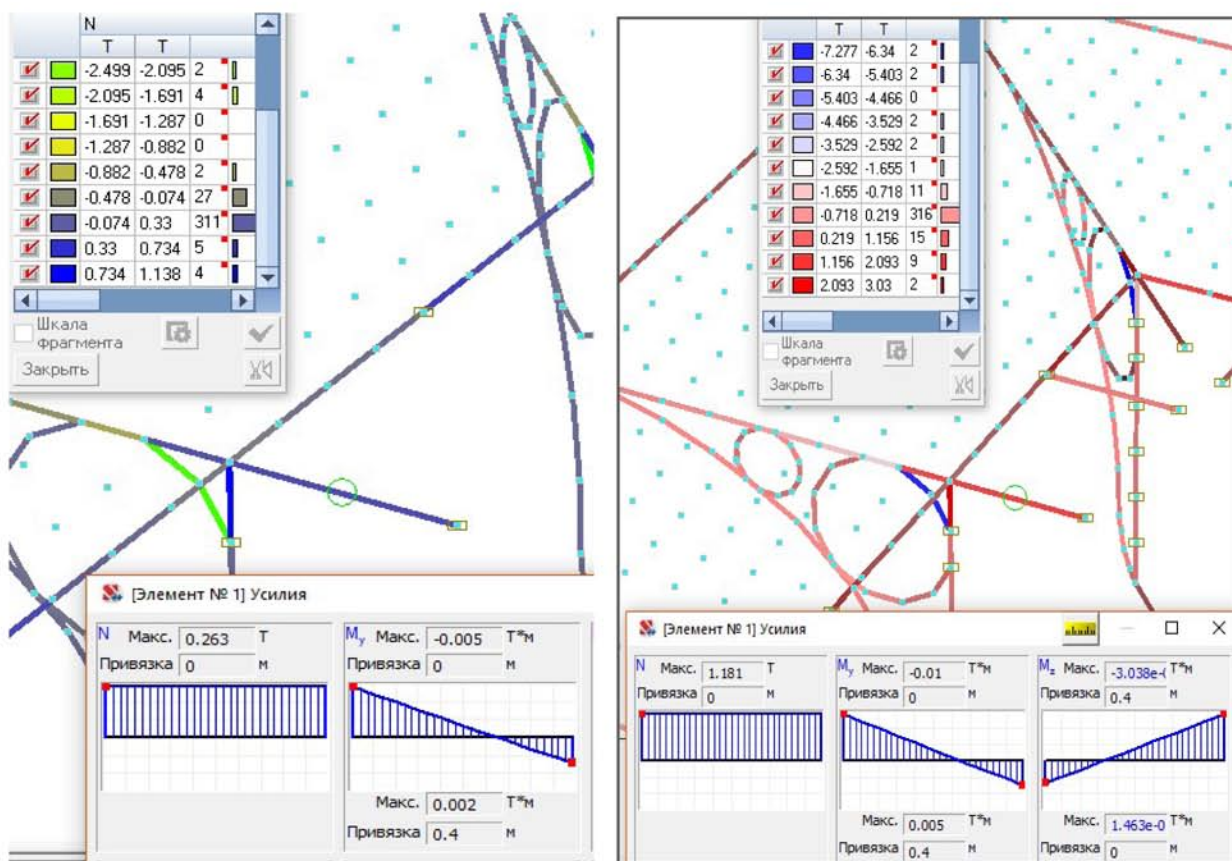 N
T T
-2.499 -2.095 2
-2.095 -1.691 4
-1.691 -1.287 0
-1.287 -0.882 0
-0.882 -0.478 2
-0.478 -0.074 27
-0.074 0.33 311
0.33 0.734 5
0.734 1.138 4
Шкала
фрагмента
Закрыть
[Элемент № 1] Усилия
N Макс. 0.263 Т
Привязка 0 м
My Макс. -0.005 Т*м
Привязка 0 м
Макс. 0.002 Т*м
Привязка 0.4 м
T T
-7.277 -6.34 2
-6.34 -5.403 2
-5.403 -4.466 0
-4.466 -3.529 2
-3.529 -2.592 2
-2.592 -1.655 1
-1.655 -0.718 11
-0.718 0.219 316
0.219 1.156 15
1.156 2.093 9
2.093 3.03 2
Шкала
фрагмента
Закрыть
[Элемент № 1] Усилия
N Макс. 1.181 Т
Привязка 0 м
My Макс. -0.01 Т*м
Привязка 0 м
Макс. 0.005 Т*м
Привязка 0.4 м
Mz Макс. -3.038e-( Т*м
Привязка 0.4 м
Макс. 1.463e-0 Т*м
Привязка 0 м